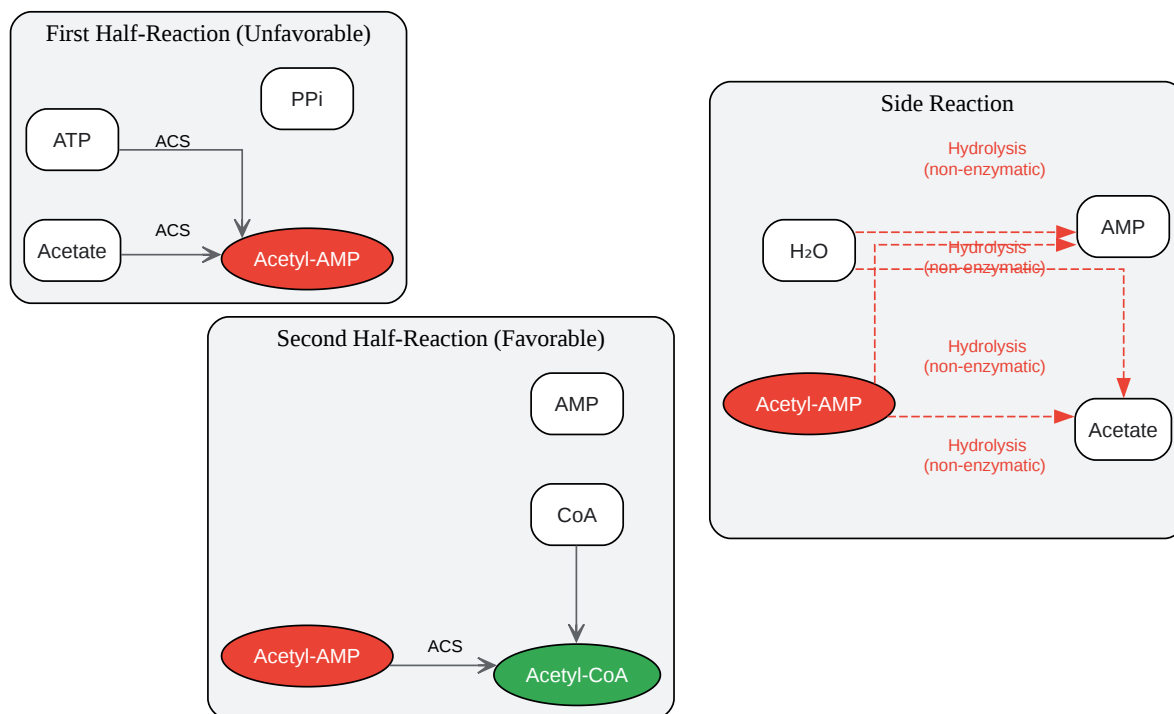 First Half-Reaction (Unfavorable)
PPi
ATP
ACS
Acetate
ACS
Acetyl-AMP
Second Half-Reaction (Favorable)
AMP
CoA
Acetyl-AMP
ACS
Acetyl-CoA
Side Reaction
Hydrolysis
(non-enzymatic)
AMP
H₂O
Hydrolysis
(non-enzymatic)
Hydrolysis
(non-enzymatic)
Acetyl-AMP
Acetate
Hydrolysis
(non-enzymatic)